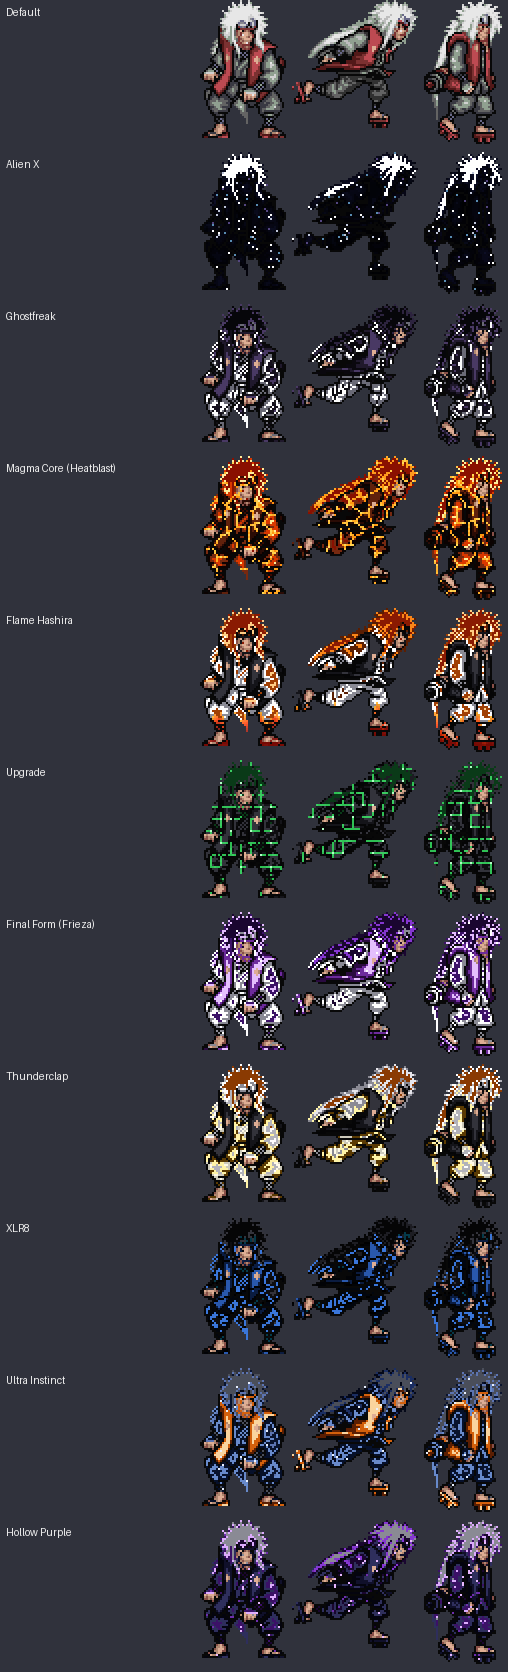 Default
Alien X
Ghostfreak
Magma Core (Heatblast)
Flame Hashira
Upgrade
Final Form (Frieza)
Thunderclap
XLR8
Ultra Instinct
Hollow Purple